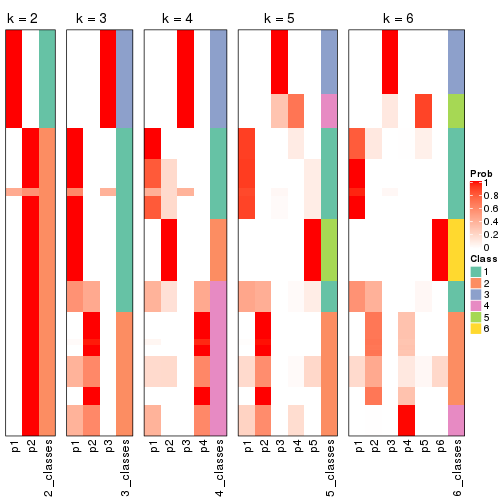 k = 2
k = 3
k = 4
k = 5
k = 6
Prob
1
0.8
0.6
0.4
0.2
0
Class
1
2
3
4
5
6
p1
p2
2_classes
p1
p2
p3
3_classes
p1
p2
p3
p4
4_classes
p1
p2
p3
p4
p5
5_classes
p1
p2
p3
p4
p5
p6
6_classes